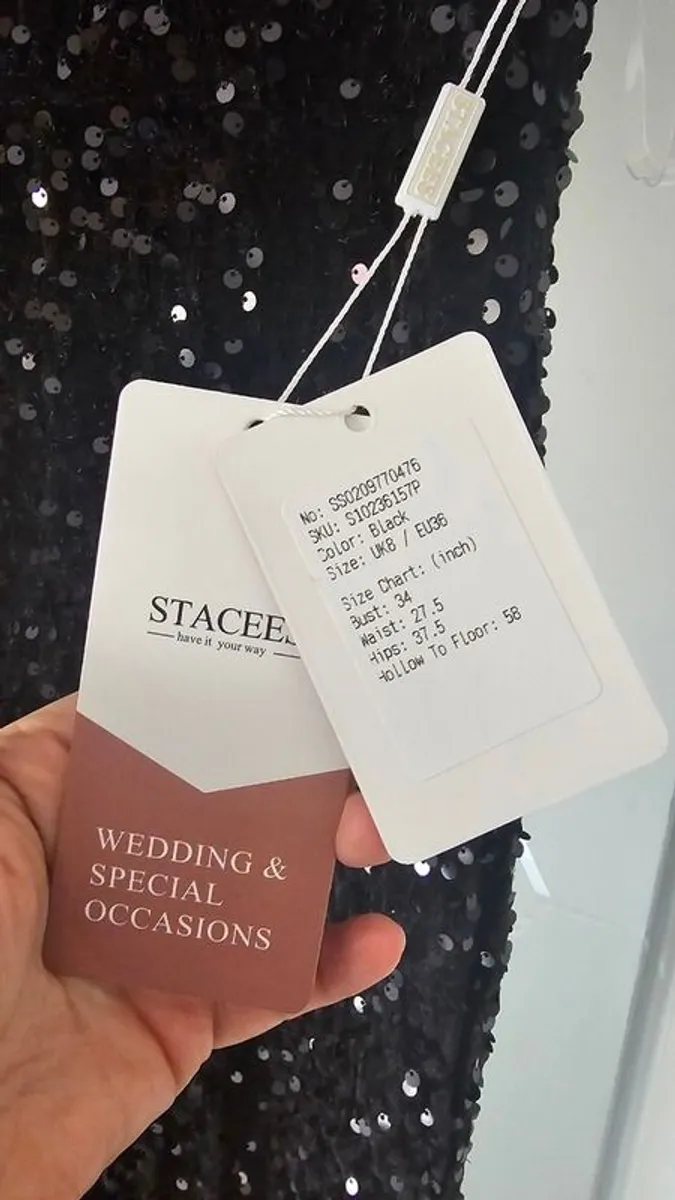 STACEES
STACEES
have it your way
WEDDING &
SPECIAL
OCCASIONS
No: SS0209770476
SKU: S10236157P
Color: Black
Size: UK8 / EU36
Size Chart: (inch)
Bust: 34
Waist: 27.5
Hips: 37.5
Hollow To Floor: 58